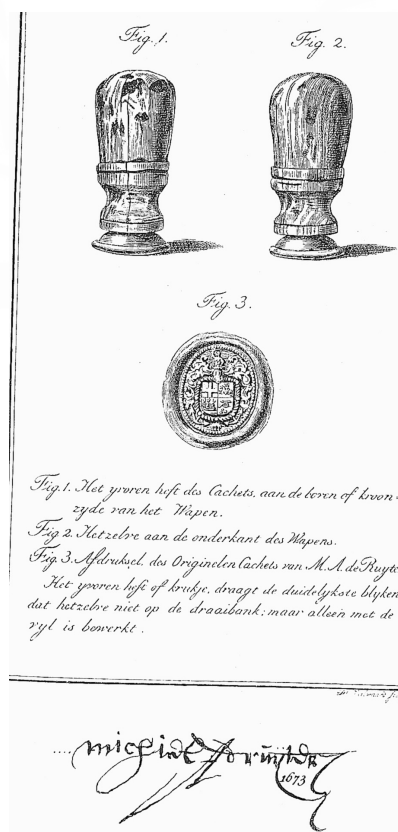 Fig. 1.
Fig. 2.
Fig. 3.
Fig. 1. Het yvoren heft des Cachets, aan de boven of kroon-
zyde van het Wapen.
Fig. 2. Hetzelve aan de onderkant des Wapens.
Fig. 3. Afdruksel des Originelen Cachets van M. A. de Ruyte
Het yvoren heft of krukje, draagt de duidelykste blyken
dat hetzelve niet op de draaibank; maar alleen met de
vyl is bewerkt.
1673